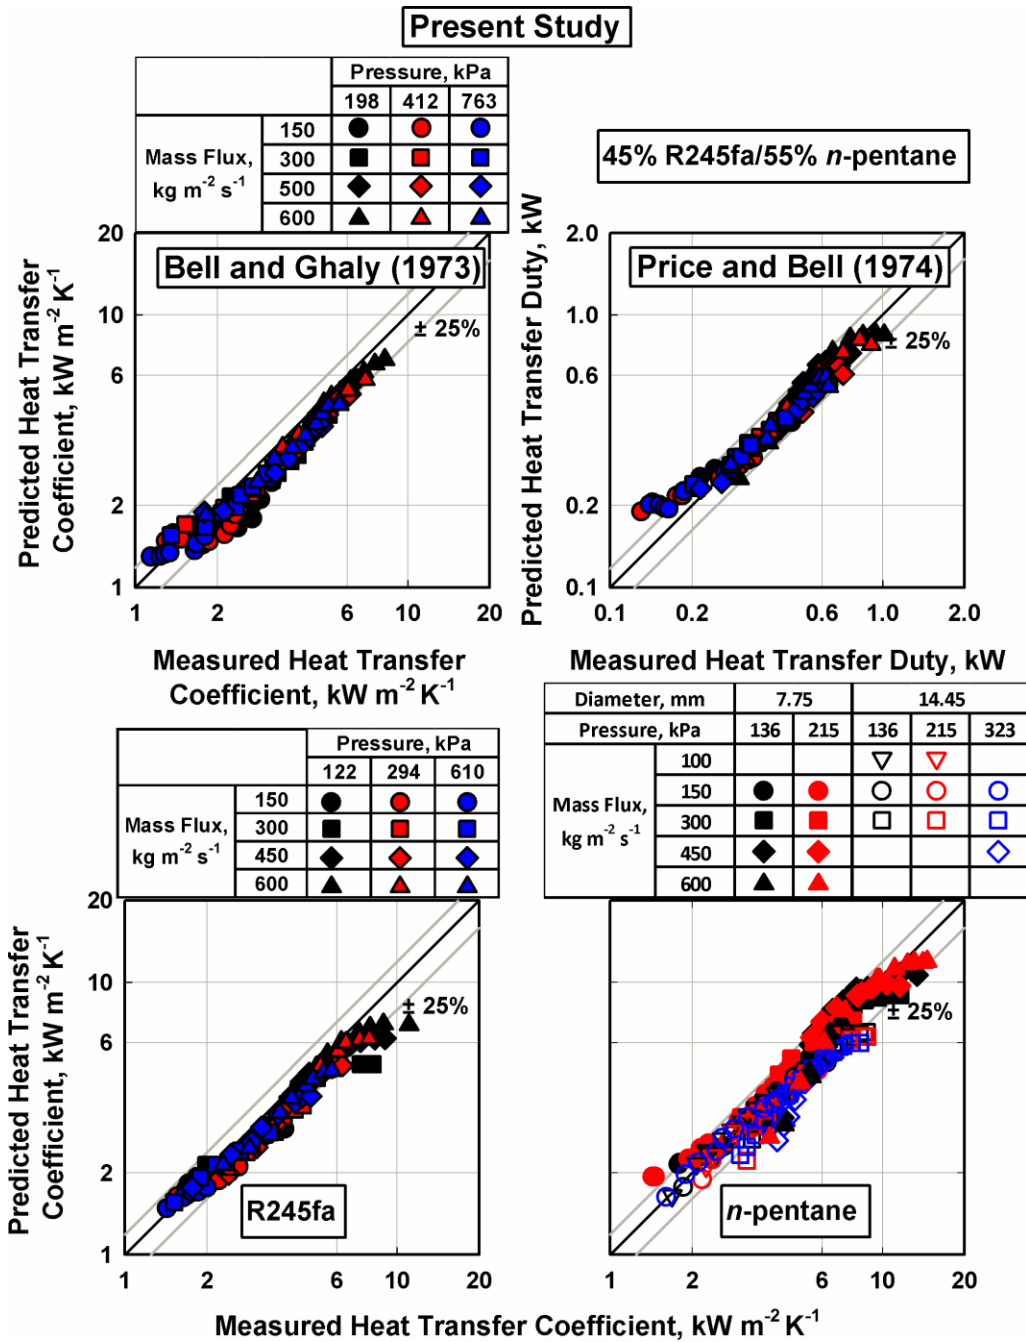 Present Study
Pressure, kPa
198 412 763
Mass Flux,
kg m-2 s-1
150
300
500
600
45% R245fa/55% n-pentane
Bell and Ghaly (1973)
± 25%
20
10
6
2
1
1 2 6 10 20
Predicted Heat Transfer
Coefficient, kW m-2 K-1
Measured Heat Transfer
Coefficient, kW m-2 K-1
Price and Bell (1974)
± 25%
2.0
1.0
0.6
0.2
0.1
0.1 0.2 0.6 1.0 2.0
Predicted Heat Transfer Duty, kW
Measured Heat Transfer Duty, kW
Pressure, kPa
122 294 610
Mass Flux,
kg m-2 s-1
150
300
450
600
Diameter, mm 7.75 14.45
Pressure, kPa 136 215 136 215 323
Mass Flux,
kg m-2 s-1
100
150
300
450
600
± 25%
R245fa
20
10
6
2
1
1 2 6 10 20
Predicted Heat Transfer
Coefficient, kW m-2 K-1
± 25%
n-pentane
20
10
6
2
1
1 2 6 10 20
Measured Heat Transfer Coefficient, kW m-2 K-1